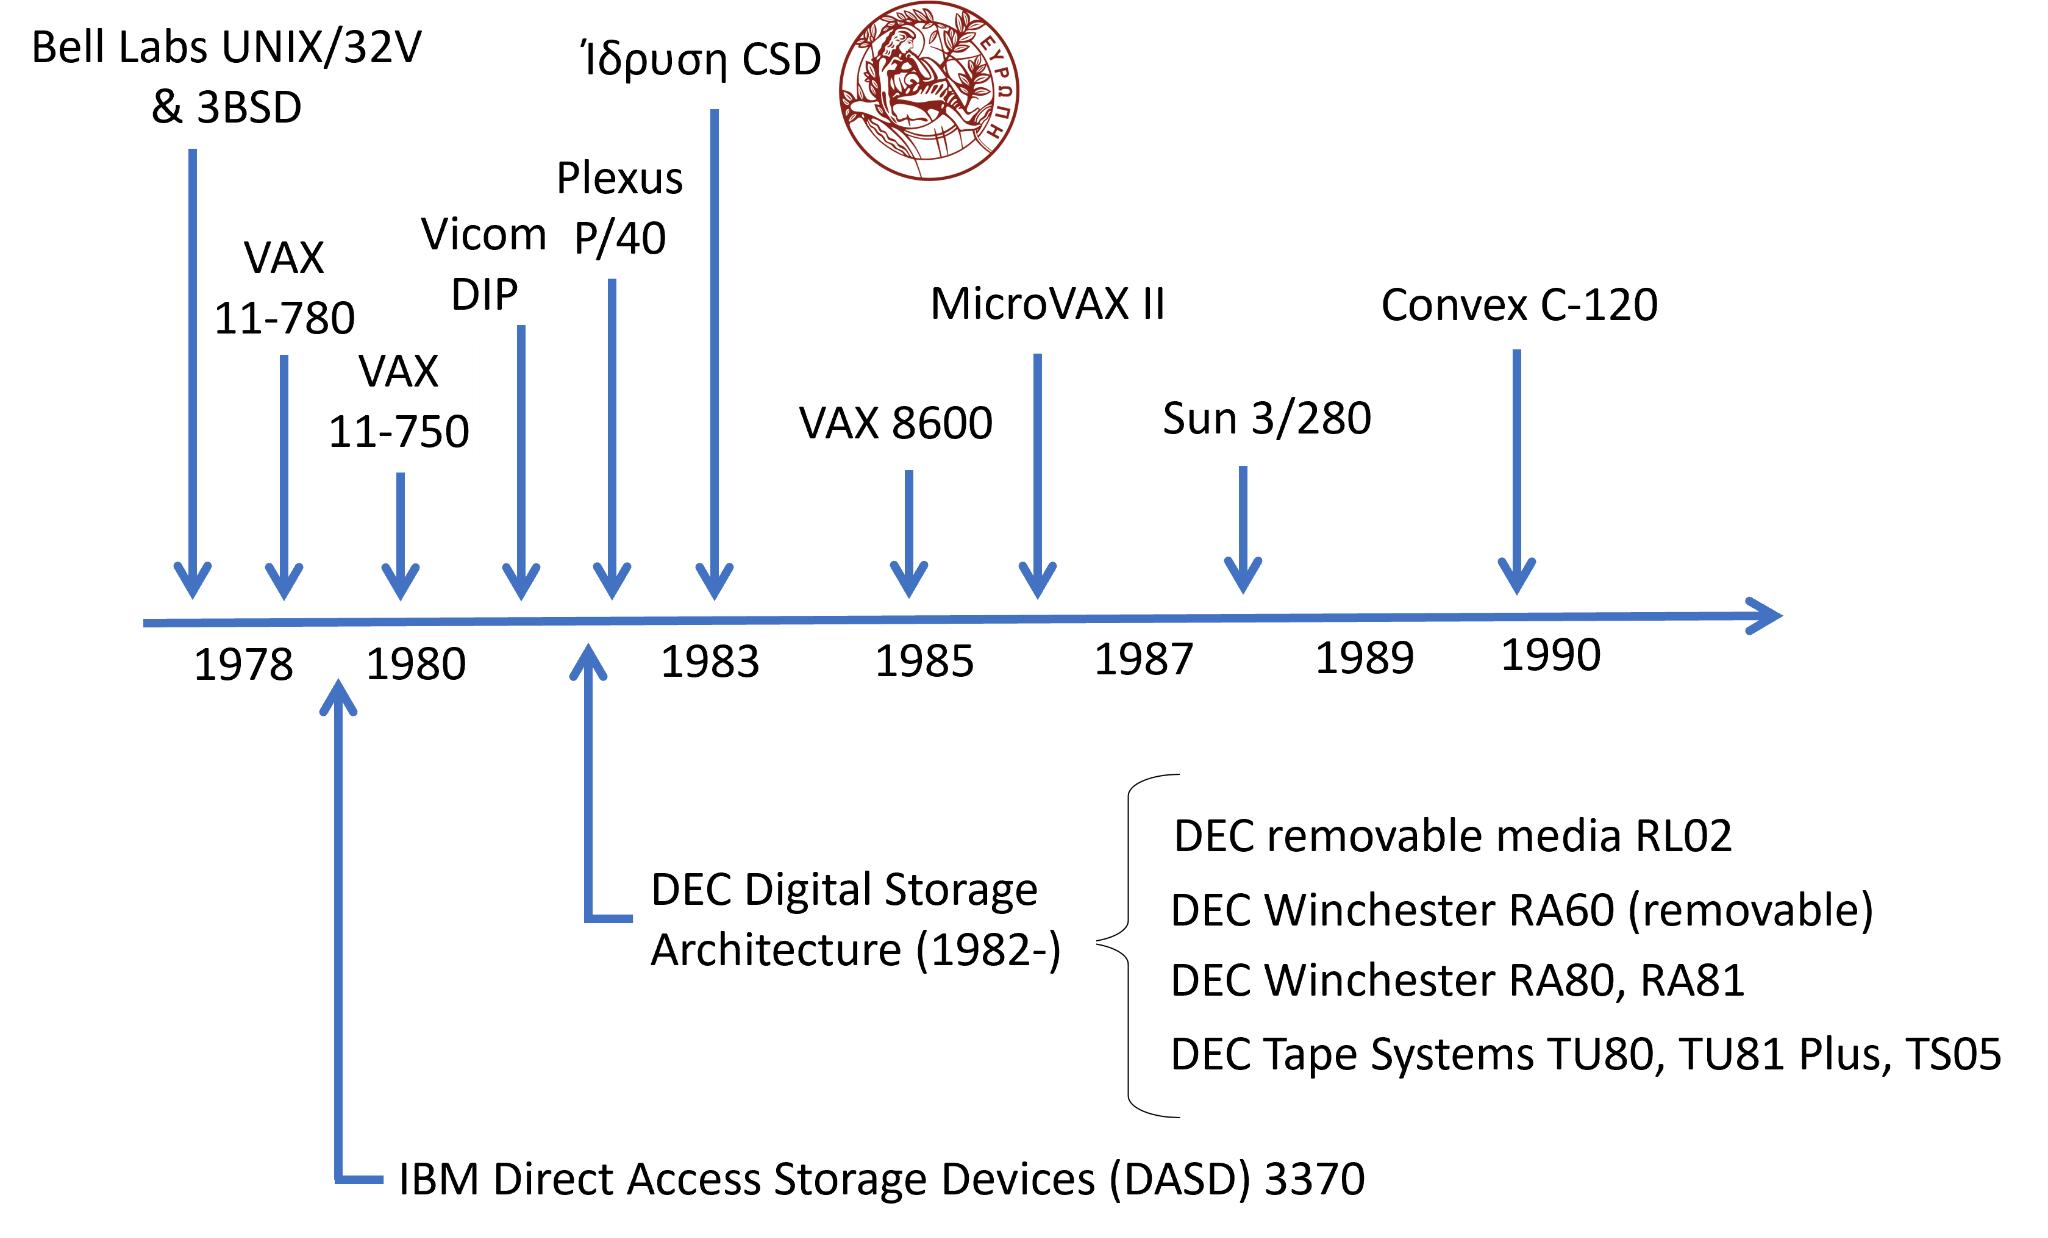 Bell Labs UNIX/32V
& 3BSD
Ίδρυση CSD
ΕΥΡΩΠΗ
Plexus
P/40
Vicom
DIP
VAX
11-780
VAX
11-750
MicroVAX II
Convex C-120
VAX 8600
Sun 3/280
1978
1980
1983
1985
1987
1989
1990
DEC Digital Storage
Architecture (1982-)
DEC removable media RL02
DEC Winchester RA60 (removable)
DEC Winchester RA80, RA81
DEC Tape Systems TU80, TU81 Plus, TS05
IBM Direct Access Storage Devices (DASD) 3370